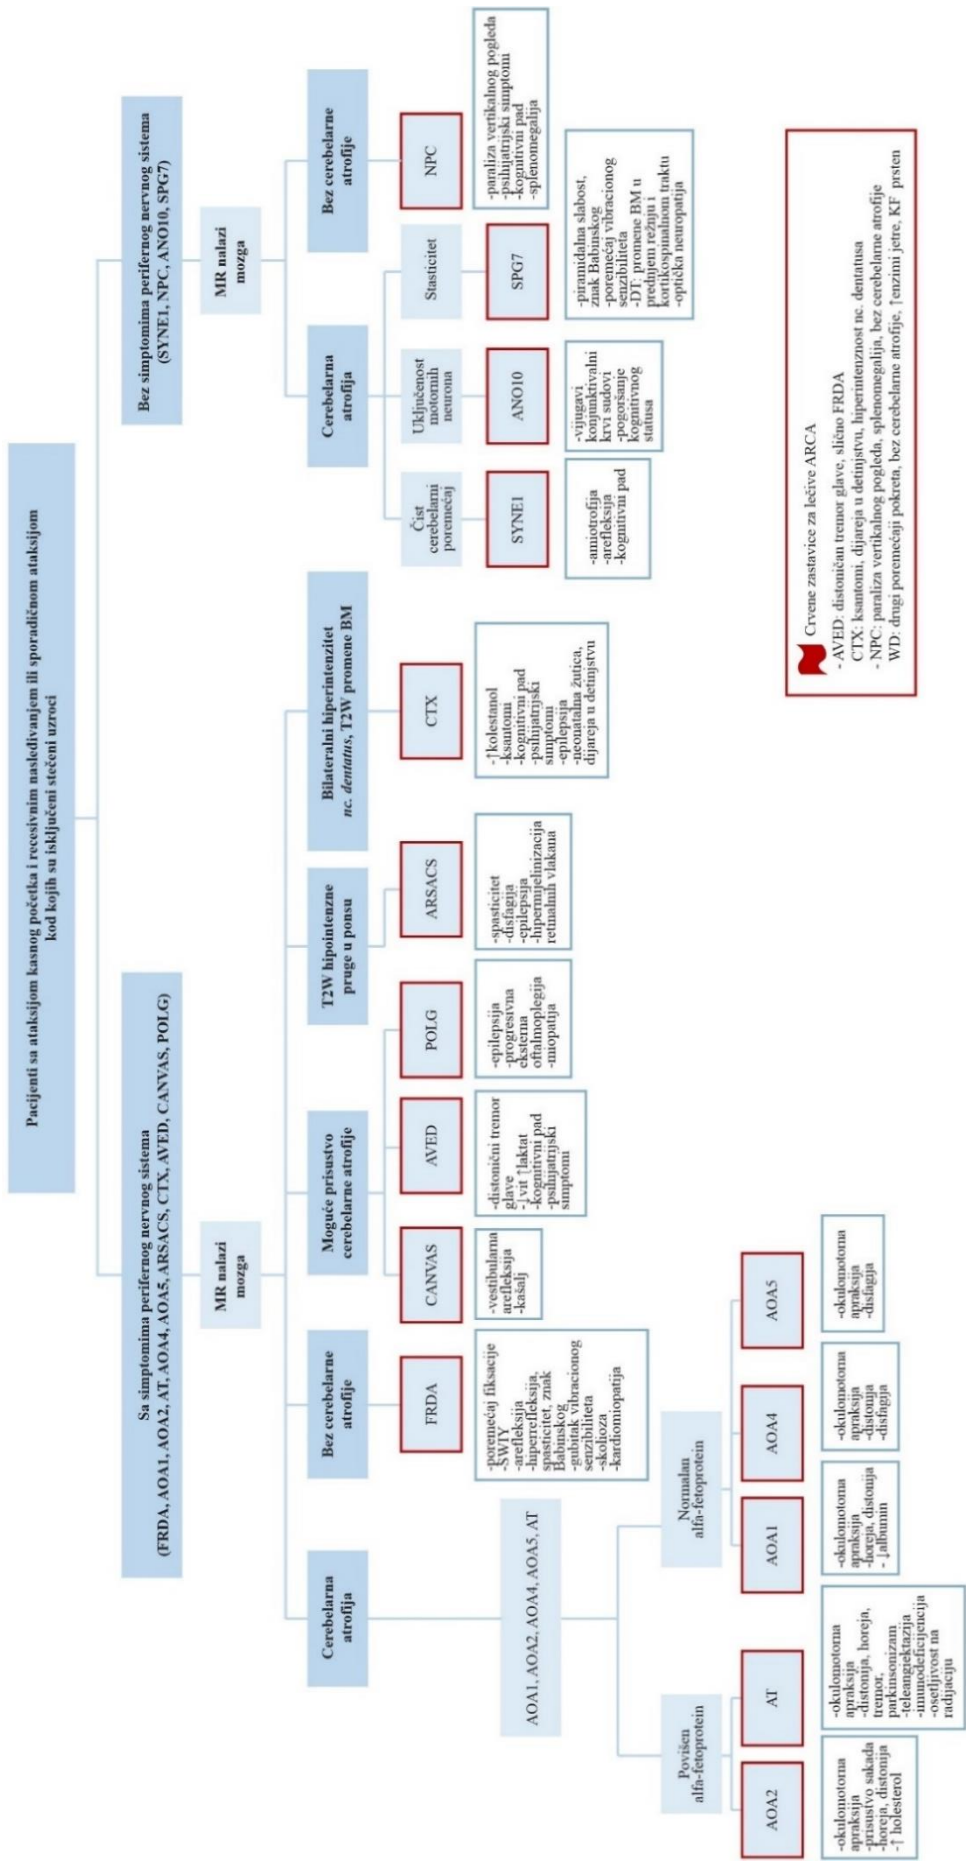 Pacijenti sa ataksijom kasnog početka i recesivnim nasleđivanjem ili sporadičnom ataksijom
kod kojih su isključeni stečeni uzroci
Sa simptomima perifernog nervnog sistema
(FRDA, AOA1, AOA2, AT, AOA4, AOA5, ARSACS, CTX, AVED, CANVAS, POLG)
MR nalazi
mozga
Cerebelarna
atrofija
AOA1, AOA2, AOA4, AOA5, AT
Povišen
alfa-fetoprotein
AOA2
-okulomotorna
apraksija
-prisustvo sakada
-horeja, distonija
-↑ holesterol
AT
-okulomotorna
apraksija
-distonija, horeja,
tremor,
parkinsonizam
-teleangiektazija
-imunodeficijencija
-osetljivost na
radijaciju
Normalan
alfa-fetoprotein
AOA1
-okulomotorna
apraksija
-horeja, distonija
- ↓albumin
AOA4
-okulomotorna
apraksija
-distonija
-disfagija
AOA5
-okulomotorna
apraksija
-disfagija
Bez cerebelarne
atrofije
FRDA
-poremećaj fiksacije
-SWIY
-arefleksija
-hiperrefleksija,
spasticitet, znak
Babinskog
-gubitak vibracionog
senzibiliteta
-skolioza
-kardiomiopatija
Moguće prisustvo
cerebelarne atrofije
CANVAS
-vestibularna
arefleksija
-kašalj
AVED
-distonični tremor
glave
-↓vit ↑laktat
-kognitivni pad
-psihijatrijski
simptomi
POLG
-epilepsija
-progresivna
eksterna
oftalmoplegija
-miopatija
T2W hipointenzne
pruge u ponsu
ARSACS
-spasticitet
-disfagija
-epilepsija
-hipermijelinizacija
retinalnih vlakana
Bilateralni hiperintenzitet
nc. dentatus, T2W promene BM
CTX
-↑kolestanol
-ksantomi
-kognitivni pad
-psihijatrijski
simptomi
-epilepsija
-neonatalna žutica,
dijareja u detinjstvu
Bez simptomima perifernog nervnog sistema
(SYNE1, NPC, ANO10, SPG7)
MR nalazi
mozga
Cerebelarna
atrofija
Čist
cerebelarni
poremećaj
SYNE1
-amiotrofija
-arefleksija
-kognitivni pad
Uključenost
motornih
neurona
ANO10
-vijugavi
konjunktivalni
krvi sudovi
-pogoršanje
kognitivnog
statusa
Stasticitet
SPG7
-piramidalna slabost,
znak Babinskog
-poremećaj vibracionog
senzibiliteta
-DT: promene BM u
prednjem režnju i
kortikospinalnom traktu
-optička neuropatija
Bez cerebelarne
atrofije
NPC
-paraliza vertikalnog pogleda
-psihijatrijski simptomi
-kognitivni pad
-splenomegalija
Crvene zastavice za lečive ARCA
- AVED: distoničan tremor glave, slično FRDA
CTX: ksantomi, dijareja u detinjstvu, hiperintenznost nc. dentatusa
- NPC: paraliza vertikalnog pogleda, splenomegalija, bez cerebelarne atrofije
WD: drugi poremećaji pokreta, bez cerebelarne atrofije, ↑enzimi jetre, KF prsten